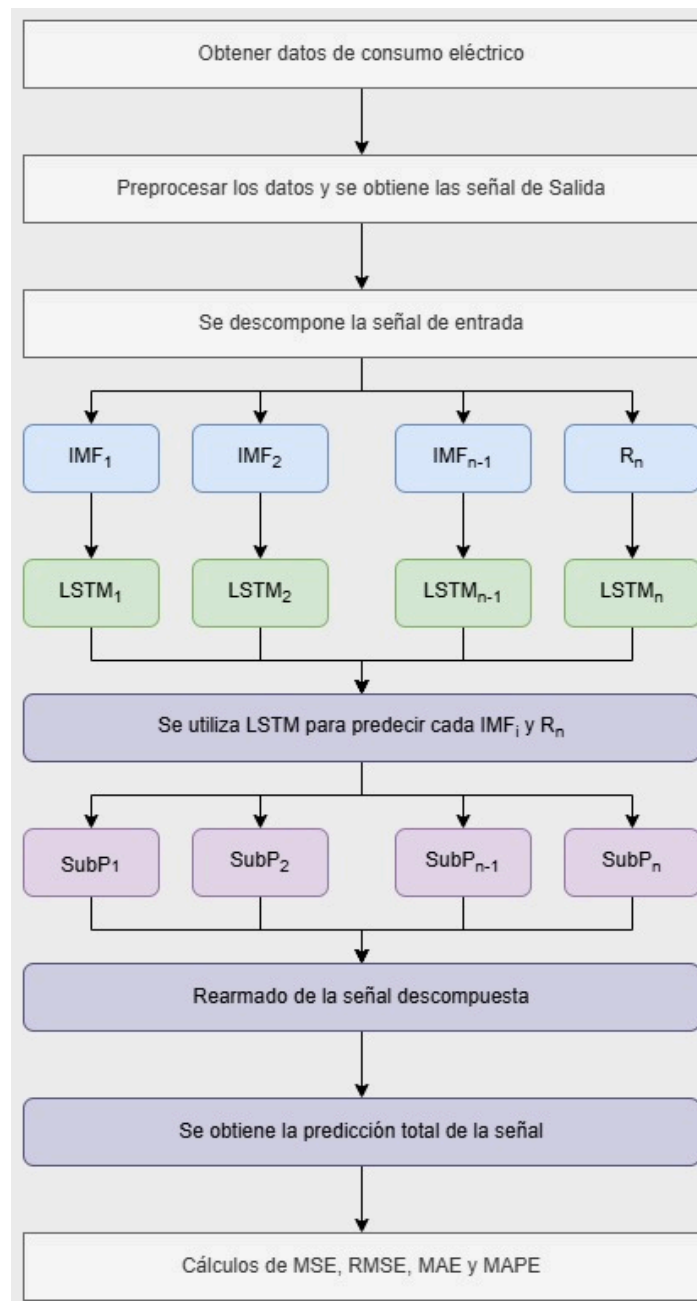 Obtener datos de consumo eléctrico
Preprocesar los datos y se obtiene las señal de Salida
Se descompone la señal de entrada
IMF₁ IMF₂ IMFₙ₋₁ Rₙ
LSTM₁ LSTM₂ LSTMₙ₋₁ LSTMₙ
Se utiliza LSTM para predecir cada IMFᵢ y Rₙ
SubP₁ SubP₂ SubPₙ₋₁ SubPₙ
Rearmado de la señal descompuesta
Se obtiene la predicción total de la señal
Cálculos de MSE, RMSE, MAE y MAPE